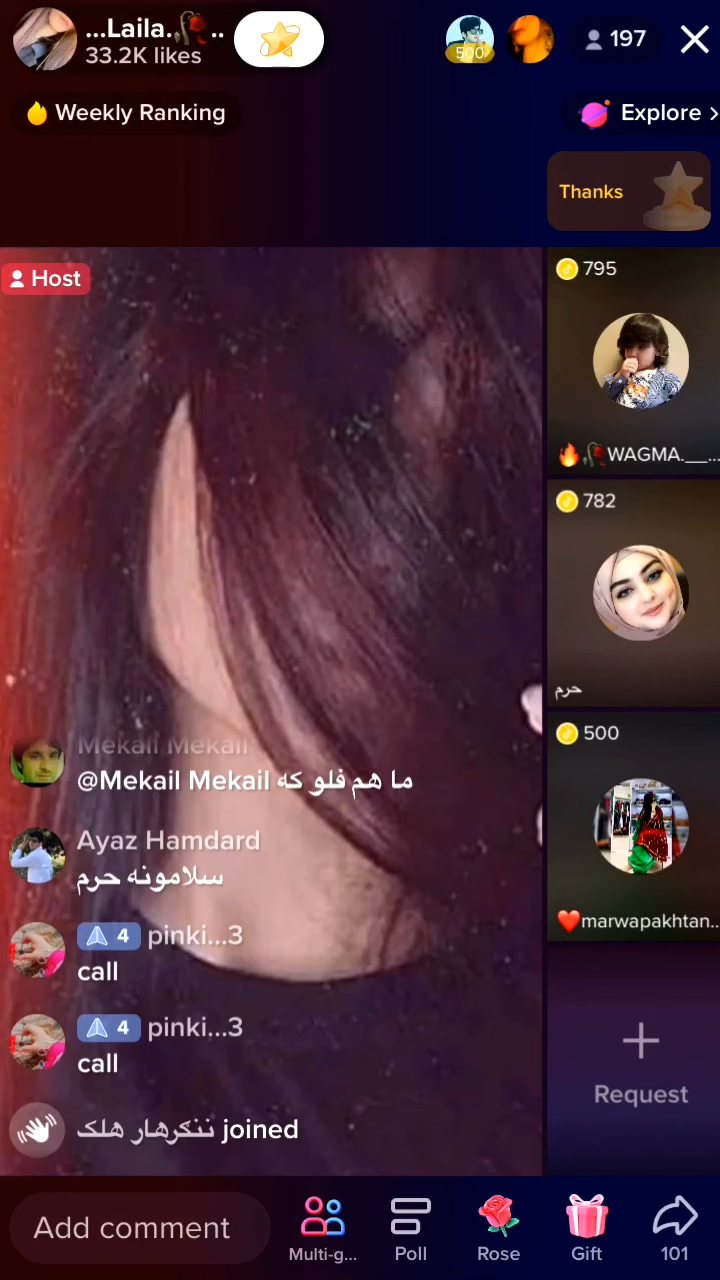 ...Laila.🥀..
33.2K likes
500
197
Weekly Ranking
Explore
Thanks
Host
795
🔥🥀WAGMA.__...
782
حرم
500
❤️marwapakhtan..
Request
Mekail Mekail
@Mekail Mekail ما هم فلو که
Ayaz Hamdard
سلامونه حرم
4 pinki...3
call
4 pinki...3
call
ننګرهار هلک joined
Add comment
Multi-g...
Poll
Rose
Gift
101